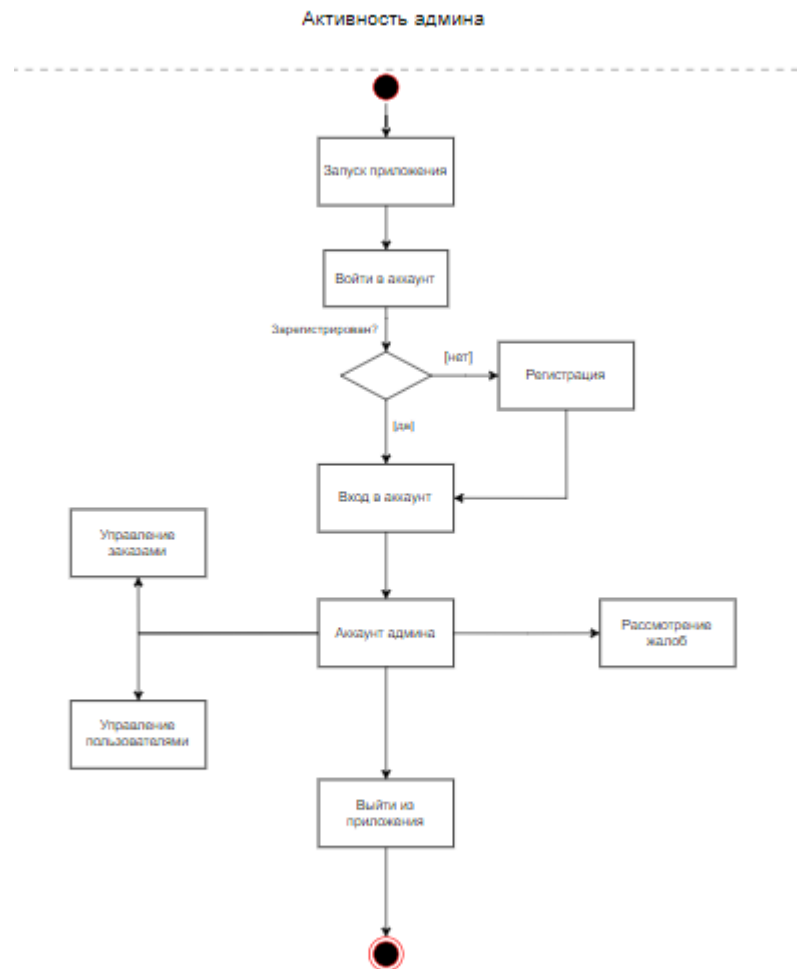 Активность админа
Запуск приложения
Войти в аккаунт
Зарегистрирован?
[нет]
Регистрация
[да]
Вход в аккаунт
Управление
заказами
Аккаунт админа
Рассмотрение
жалоб
Управление
пользователями
Выйти из
приложения